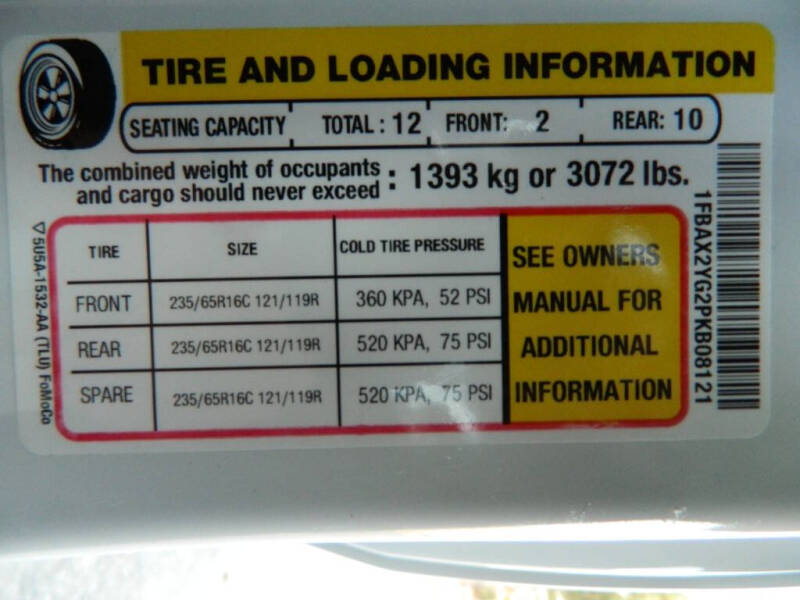 TIRE AND LOADING INFORMATION
SEATING CAPACITY TOTAL : 12 FRONT: 2 REAR: 10
The combined weight of occupants
and cargo should never exceed : 1393 kg or 3072 lbs.
TIRE SIZE COLD TIRE PRESSURE
FRONT 235/65R16C 121/119R 360 KPA, 52 PSI
REAR 235/65R16C 121/119R 520 KPA, 75 PSI
SPARE 235/65R16C 121/119R 520 KPA, 75 PSI
SEE OWNERS
MANUAL FOR
ADDITIONAL
INFORMATION
5U5A-1532-AA (TLU) FoMoCo
1FBAX2YG2PKB08121